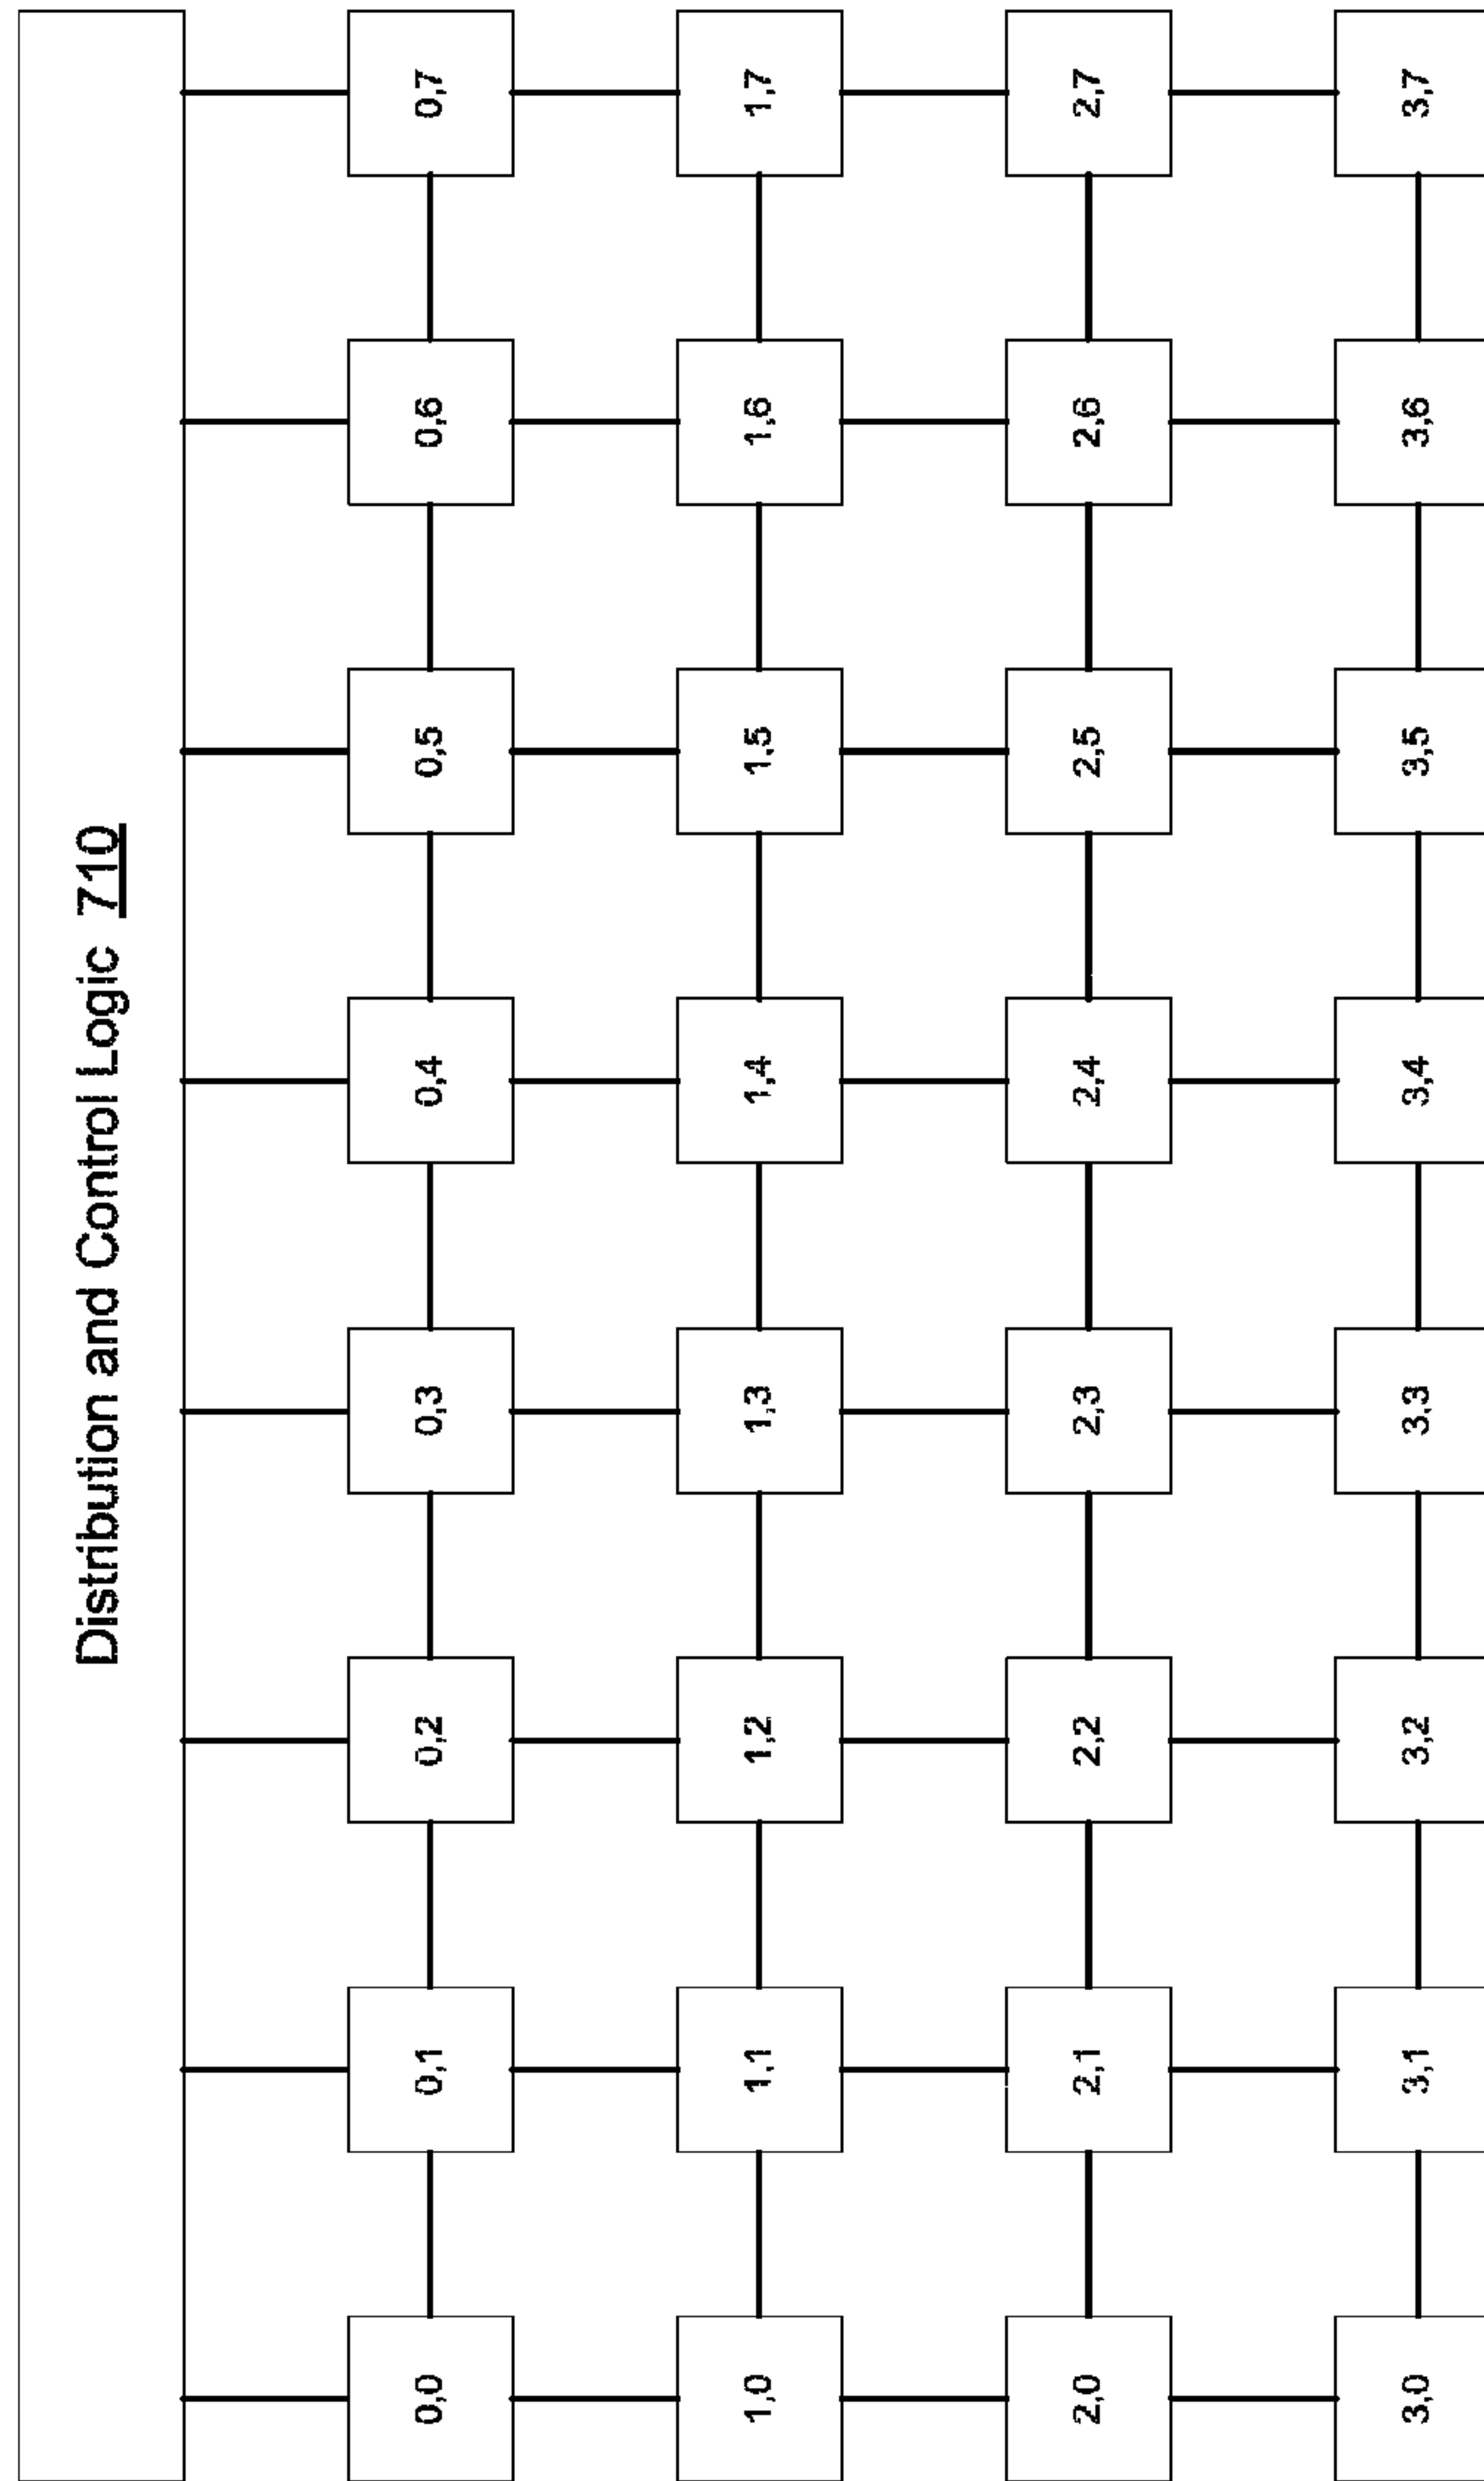 Distribution and Control Logic 710
0,0 0,1 0,2 0,3 0,4 0,5 0,6 0,7
1,0 1,1 1,2 1,3 1,4 1,5 1,6 1,7
2,0 2,1 2,2 2,3 2,4 2,5 2,6 2,7
3,0 3,1 3,2 3,3 3,4 3,5 3,6 3,7